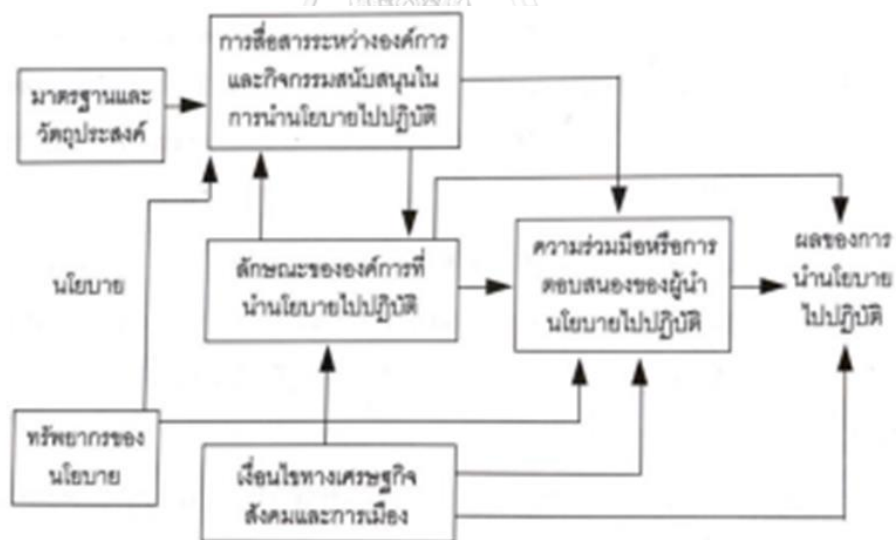 การสื่อสารระหว่างองค์การ
และกิจกรรมสนับสนุนใน
การนำนโยบายไปปฏิบัติ
มาตรฐานและ
วัตถุประสงค์
นโยบาย
ลักษณะขององค์การที่
นำนโยบายไปปฏิบัติ
ความร่วมมือหรือการ
ตอบสนองของผู้นำ
นโยบายไปปฏิบัติ
ผลของการ
นำนโยบาย
ไปปฏิบัติ
ทรัพยากรของ
นโยบาย
เงื่อนไขทางเศรษฐกิจ
สังคมและการเมือง